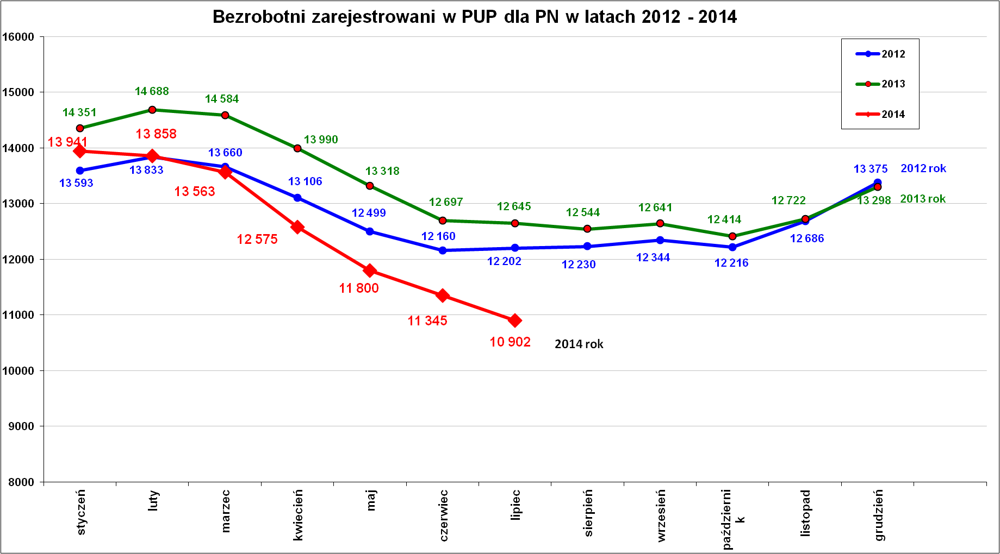 Bezrobotni zarejestrowani w PUP dla PN w latach 2012 - 2014
16000
15000
14000
13000
12000
11000
10000
9000
8000
2012
2013
2014
14 351
14 688
14 584
13 990
13 318
12 697
12 645
12 544
12 641
12 414
12 722
13 298
2013 rok
13 593
13 833
13 660
13 106
12 499
12 160
12 202
12 230
12 344
12 216
12 686
13 375
2012 rok
13 941
13 858
13 563
12 575
11 800
11 345
10 902
2014 rok
styczeń
luty
marzec
kwiecień
maj
czerwiec
lipiec
sierpień
wrzesień
październi
k
listopad
grudzień